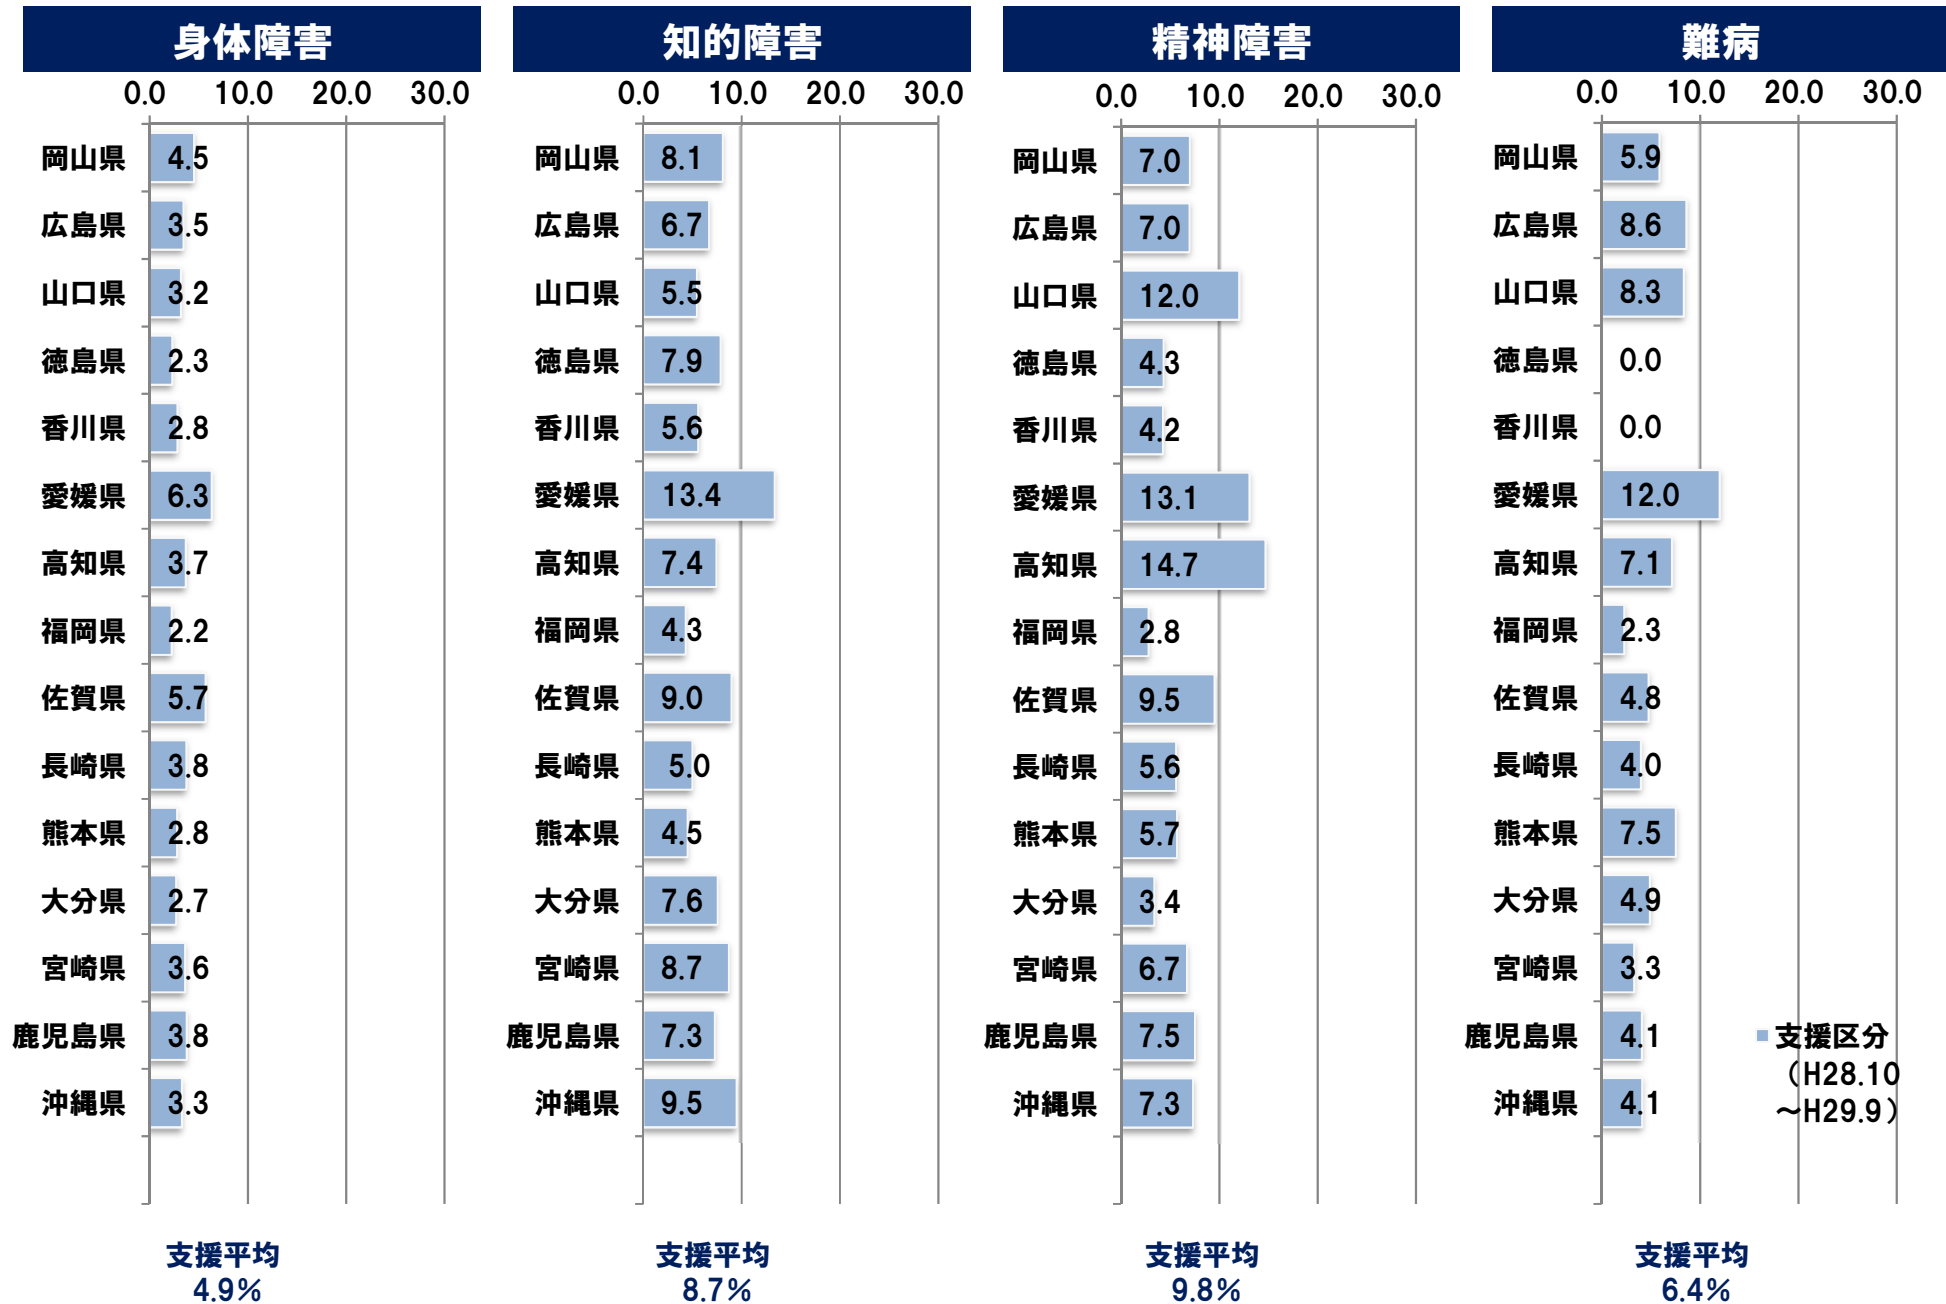 身体障害
0.0 10.0 20.0 30.0
岡山県 4.5
広島県 3.5
山口県 3.2
徳島県 2.3
香川県 2.8
愛媛県 6.3
高知県 3.7
福岡県 2.2
佐賀県 5.7
長崎県 3.8
熊本県 2.8
大分県 2.7
宮崎県 3.6
鹿児島県 3.8
沖縄県 3.3
支援平均
4.9%
知的障害
0.0 10.0 20.0 30.0
岡山県 8.1
広島県 6.7
山口県 5.5
徳島県 7.9
香川県 5.6
愛媛県 13.4
高知県 7.4
福岡県 4.3
佐賀県 9.0
長崎県 5.0
熊本県 4.5
大分県 7.6
宮崎県 8.7
鹿児島県 7.3
沖縄県 9.5
支援平均
8.7%
精神障害
0.0 10.0 20.0 30.0
岡山県 7.0
広島県 7.0
山口県 12.0
徳島県 4.3
香川県 4.2
愛媛県 13.1
高知県 14.7
福岡県 2.8
佐賀県 9.5
長崎県 5.6
熊本県 5.7
大分県 3.4
宮崎県 6.7
鹿児島県 7.5
沖縄県 7.3
支援平均
9.8%
難病
0.0 10.0 20.0 30.0
岡山県 5.9
広島県 8.6
山口県 8.3
徳島県 0.0
香川県 0.0
愛媛県 12.0
高知県 7.1
福岡県 2.3
佐賀県 4.8
長崎県 4.0
熊本県 7.5
大分県 4.9
宮崎県 3.3
鹿児島県 4.1
沖縄県 4.1
支援区分
（H28.10
～H29.9）
支援平均
6.4%